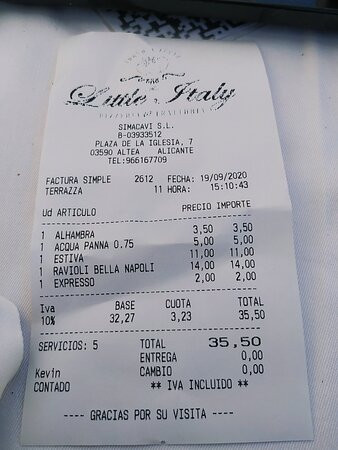 Little Italy
PIZZERIA & TRATTORIA
SIMACAVI S.L.
B-03933512
PLAZA DE LA IGLESIA, 7
03590 ALTEA ALICANTE
TEL:966167709
FACTURA SIMPLE 2612 FECHA: 19/09/2020
TERRAZZA 11 HORA: 15:10:43
Ud ARTICULO PRECIO IMPORTE
1 ALHAMBRA 3,50 3,50
1 ACQUA PANNA 0.75 5,00 5,00
1 ESTIVA 11,00 11,00
1 RAVIOLI BELLA NAPOLI 14,00 14,00
1 EXPRESSO 2,00 2,00
Iva BASE CUOTA TOTAL
10% 32,27 3,23 35,50
SERVICIOS: 5 TOTAL 35,50
ENTREGA 0,00
Kevin CAMBIO 0,00
CONTADO ** IVA INCLUIDO **
---- GRACIAS POR SU VISITA ----